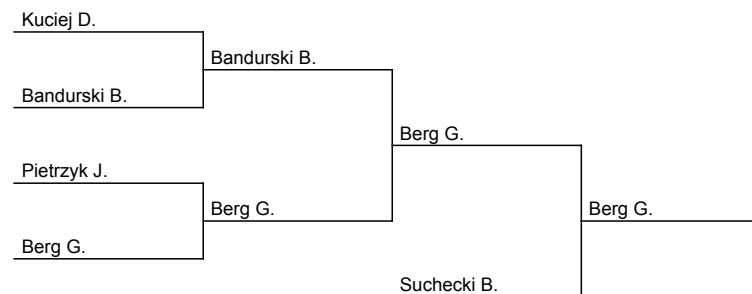 Kuciej D.
Bandurski B.
Bandurski B.
Berg G.
Pietrzyk J.
Berg G.
Berg G.
Berg G.
Suchecki B.